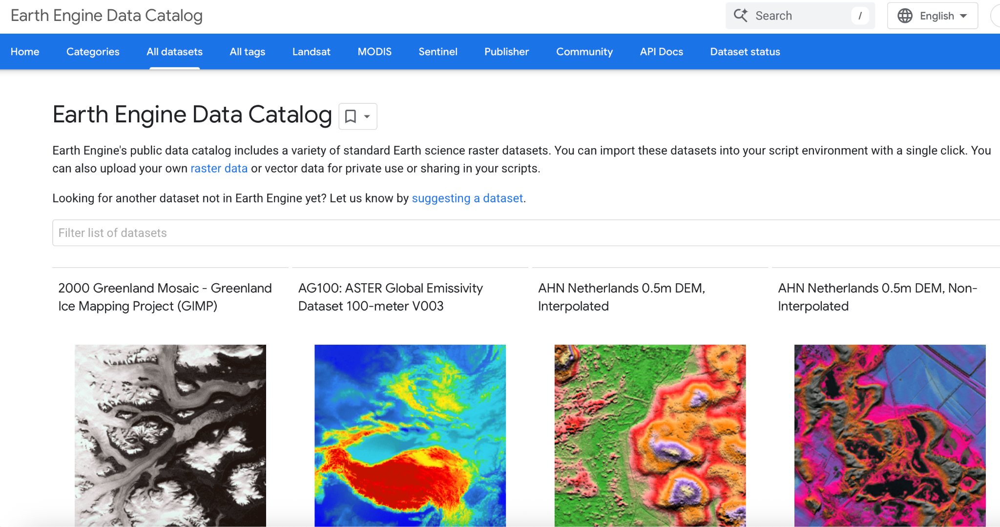 Earth Engine Data Catalog
Search /
English
Home Categories All datasets All tags Landsat MODIS Sentinel Publisher Community API Docs Dataset status
Earth Engine Data Catalog
Earth Engine's public data catalog includes a variety of standard Earth science raster datasets. You can import these datasets into your script environment with a single click. You
can also upload your own raster data or vector data for private use or sharing in your scripts.
Looking for another dataset not in Earth Engine yet? Let us know by suggesting a dataset.
Filter list of datasets
2000 Greenland Mosaic - Greenland
Ice Mapping Project (GIMP)
AG100: ASTER Global Emissivity
Dataset 100-meter V003
AHN Netherlands 0.5m DEM,
Interpolated
AHN Netherlands 0.5m DEM, Non-
Interpolated